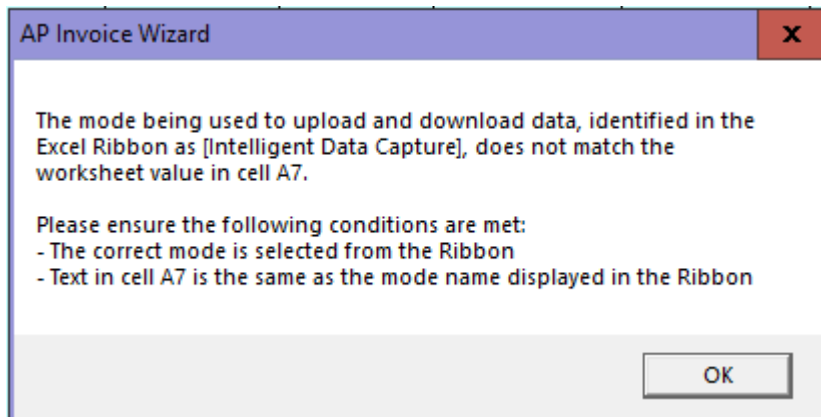 AP Invoice Wizard
x
The mode being used to upload and download data, identified in the
Excel Ribbon as [Intelligent Data Capture], does not match the
worksheet value in cell A7.
Please ensure the following conditions are met:
- The correct mode is selected from the Ribbon
- Text in cell A7 is the same as the mode name displayed in the Ribbon
OK